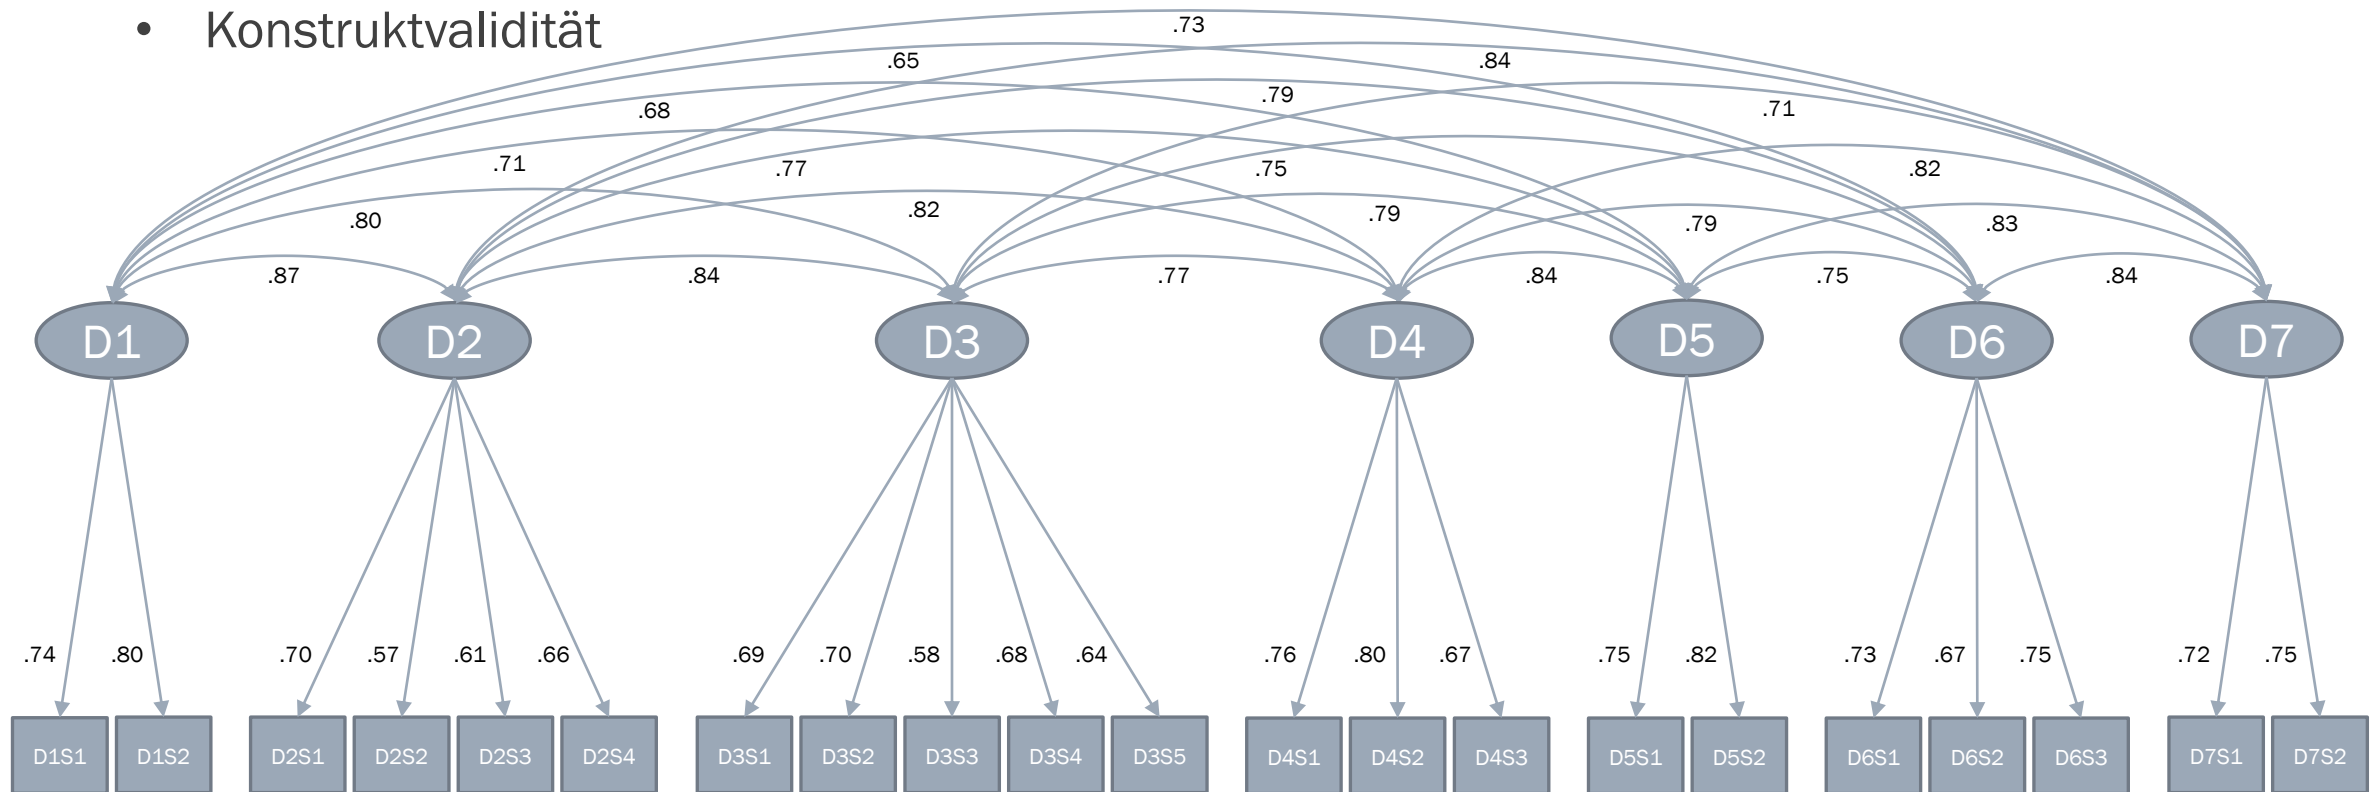 • Konstruktvalidität
.73
.65 .84
.79
.68 .71
.71 .77 .75 .82
.80 .82 .79 .79 .83
.87 .84 .77 .84 .75 .84
D1 D2 D3 D4 D5 D6 D7
.74 .80 .70 .57 .61 .66 .69 .70 .58 .68 .64 .76 .80 .67 .75 .82 .73 .67 .75 .72 .75
D1S1 D1S2 D2S1 D2S2 D2S3 D2S4 D3S1 D3S2 D3S3 D3S4 D3S5 D4S1 D4S2 D4S3 D5S1 D5S2 D6S1 D6S2 D6S3 D7S1 D7S2